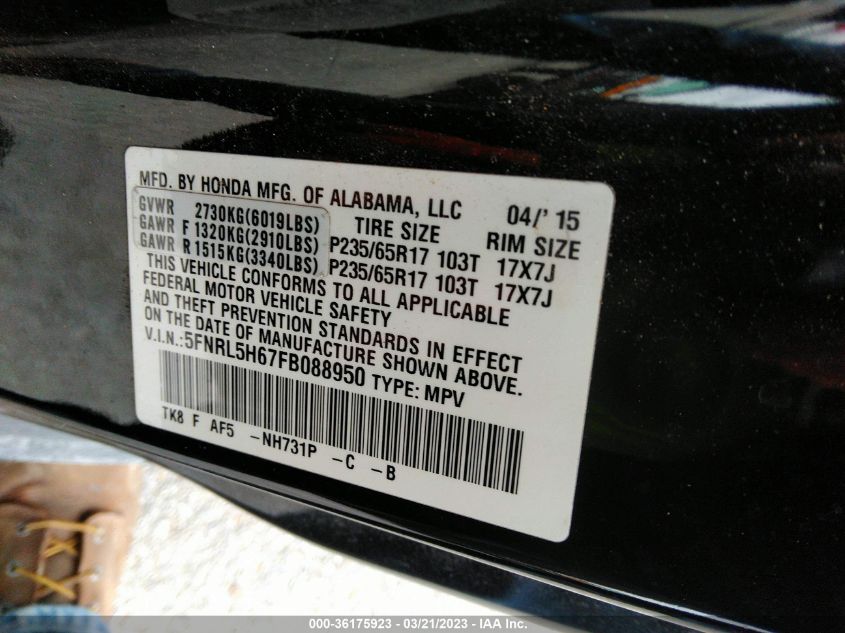 MFD. BY HONDA MFG. OF ALABAMA, LLC 04/' 15
GVWR 2730KG(6019LBS) TIRE SIZE RIM SIZE
GAWR F 1320KG(2910LBS) P235/65R17 103T 17X7J
GAWR R 1515KG(3340LBS) P235/65R17 103T 17X7J
THIS VEHICLE CONFORMS TO ALL APPLICABLE
FEDERAL MOTOR VEHICLE SAFETY
AND THEFT PREVENTION STANDARDS IN EFFECT
ON THE DATE OF MANUFACTURE SHOWN ABOVE.
V.I.N.:5FNRL5H67FB088950 TYPE: MPV
TK8 F AF5 -NH731P -C -B
000-36175923 - 03/21/2023 - IAA Inc.